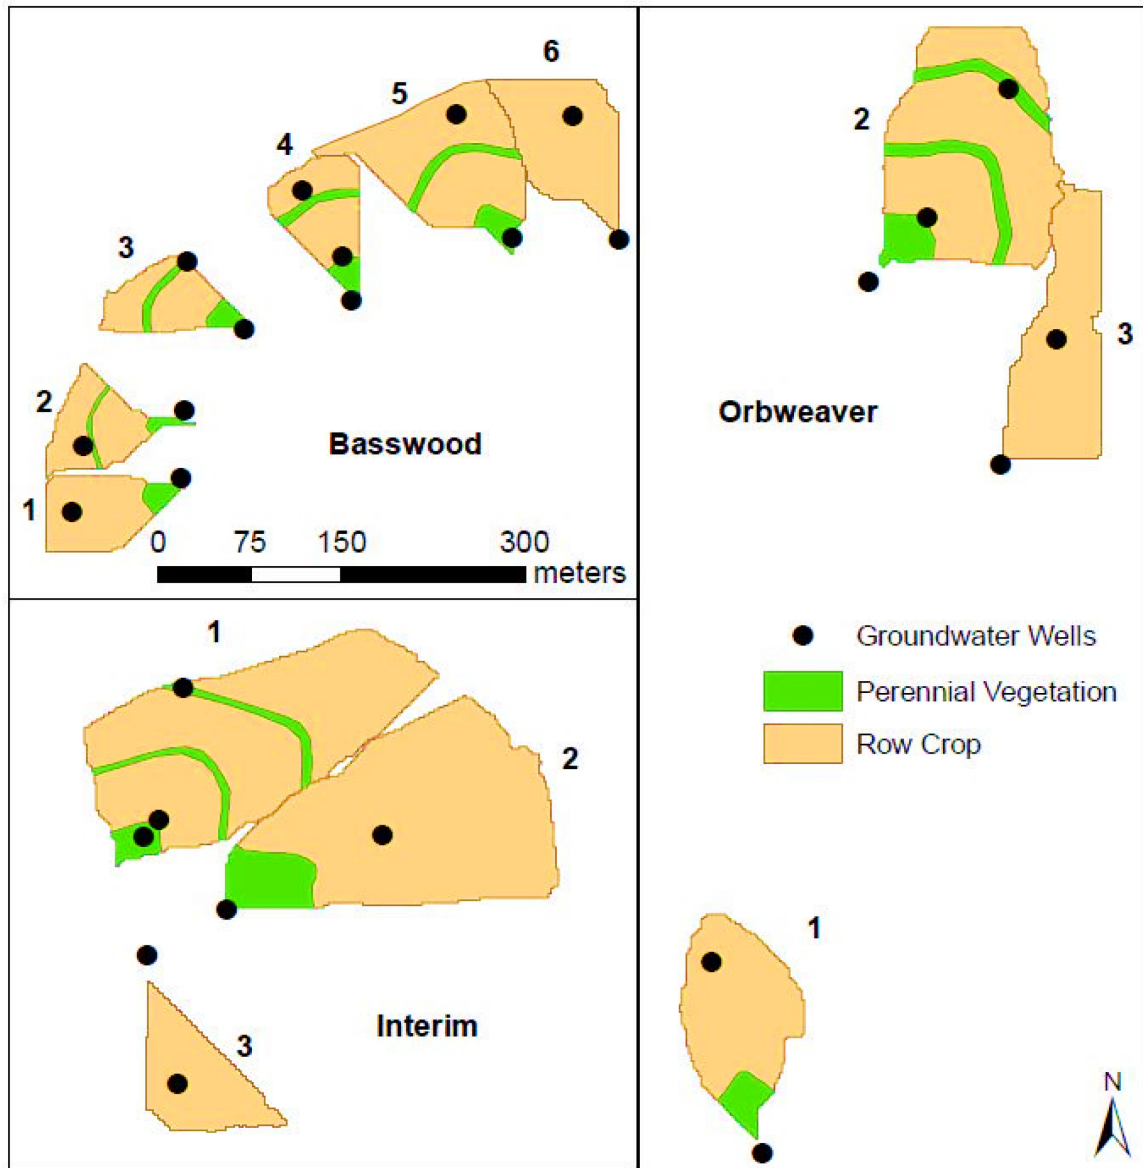 6
5
4
2
3
2
3
Orbweaver
Basswood
1
0 75 150 300
meters
1
Groundwater Wells
Perennial Vegetation
Row Crop
2
1
Interim
3
N